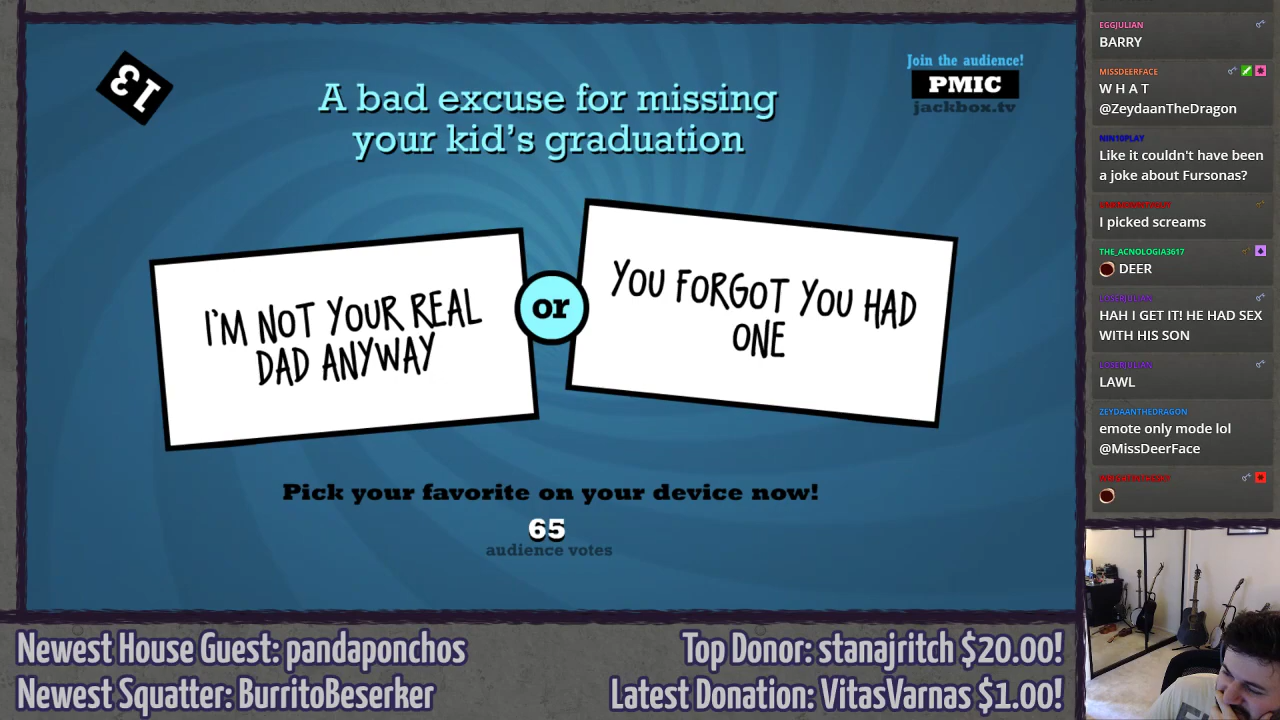 13
A bad excuse for missing
your kid's graduation
Join the audience!
PMIC
jackbox.tv
I'M NOT YOUR REAL
DAD ANYWAY
or
YOU FORGOT YOU HAD
ONE
Pick your favorite on your device now!
65
audience votes
EGGJULIAN
BARRY
MISSDEERFACE
W H A T
@ZeydaanTheDragon
NIN10PLAY
Like it couldn't have been
a joke about Fursonas?
I picked screams
THE_ACNOLOGIA3617
DEER
LOSERJULIAN
HAH I GET IT! HE HAD SEX
WITH HIS SON
LOSERJULIAN
LAWL
ZEYDAANTHEDRAGON
emote only mode lol
@MissDeerFace
Newest House Guest: pandaponchos
Top Donor: stanajritch $20.00!
Newest Squatter: BurritoBeserker
Latest Donation: VitasVarnas $1.00!